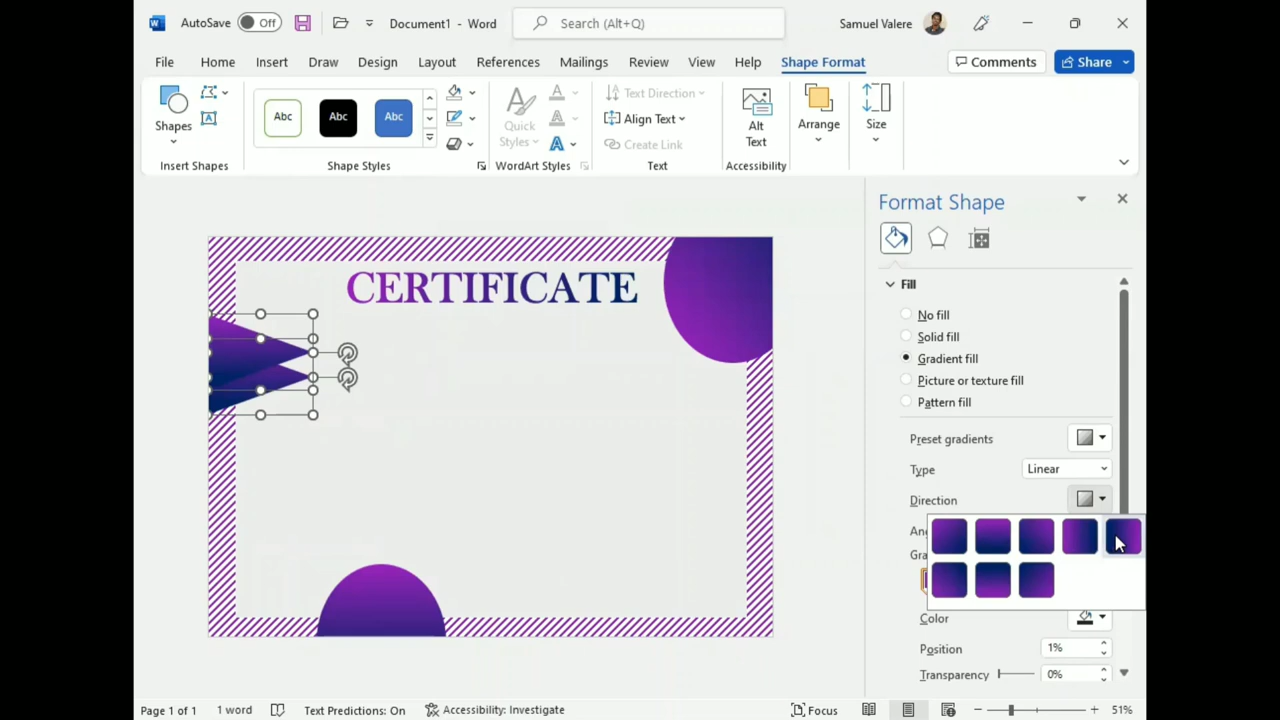 AutoSave Off Document1 - Word Search (Alt+Q) Samuel Valere
File Home Insert Draw Design Layout References Mailings Review View Help Shape Format Comments Share
Shapes
Insert Shapes
Abc Abc Abc
Shape Styles
Quick Styles
WordArt Styles
Text Direction
Align Text
Create Link
Text
Alt Text
Accessibility
Arrange
Size
Format Shape
Fill
No fill
Solid fill
Gradient fill
Picture or texture fill
Pattern fill
Preset gradients
Type Linear
Direction
Color
Position 1%
Transparency 0%
CERTIFICATE
Page 1 of 1 1 word Text Predictions: On Accessibility: Investigate Focus 51%